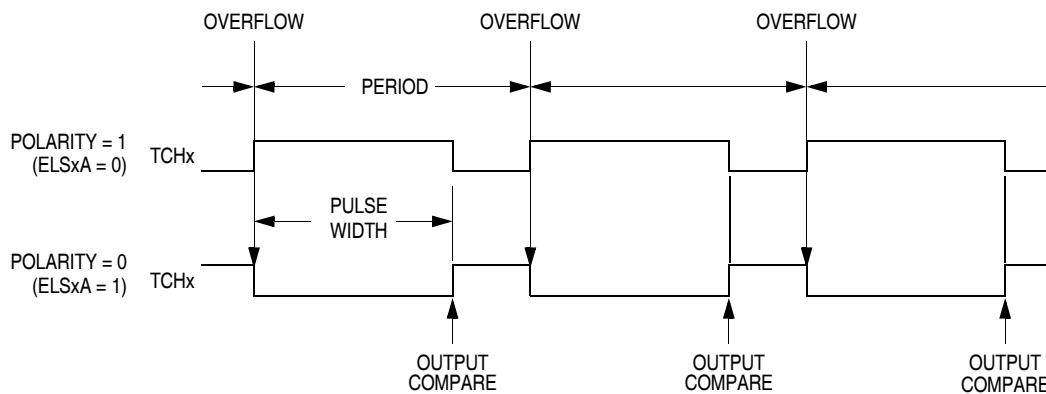 OVERFLOW OVERFLOW OVERFLOW
PERIOD
POLARITY = 1
(ELSxA = 0)
TCHx
PULSE
WIDTH
POLARITY = 0
(ELSxA = 1)
TCHx
OUTPUT
COMPARE
OUTPUT
COMPARE
OUTPUT
COMPARE